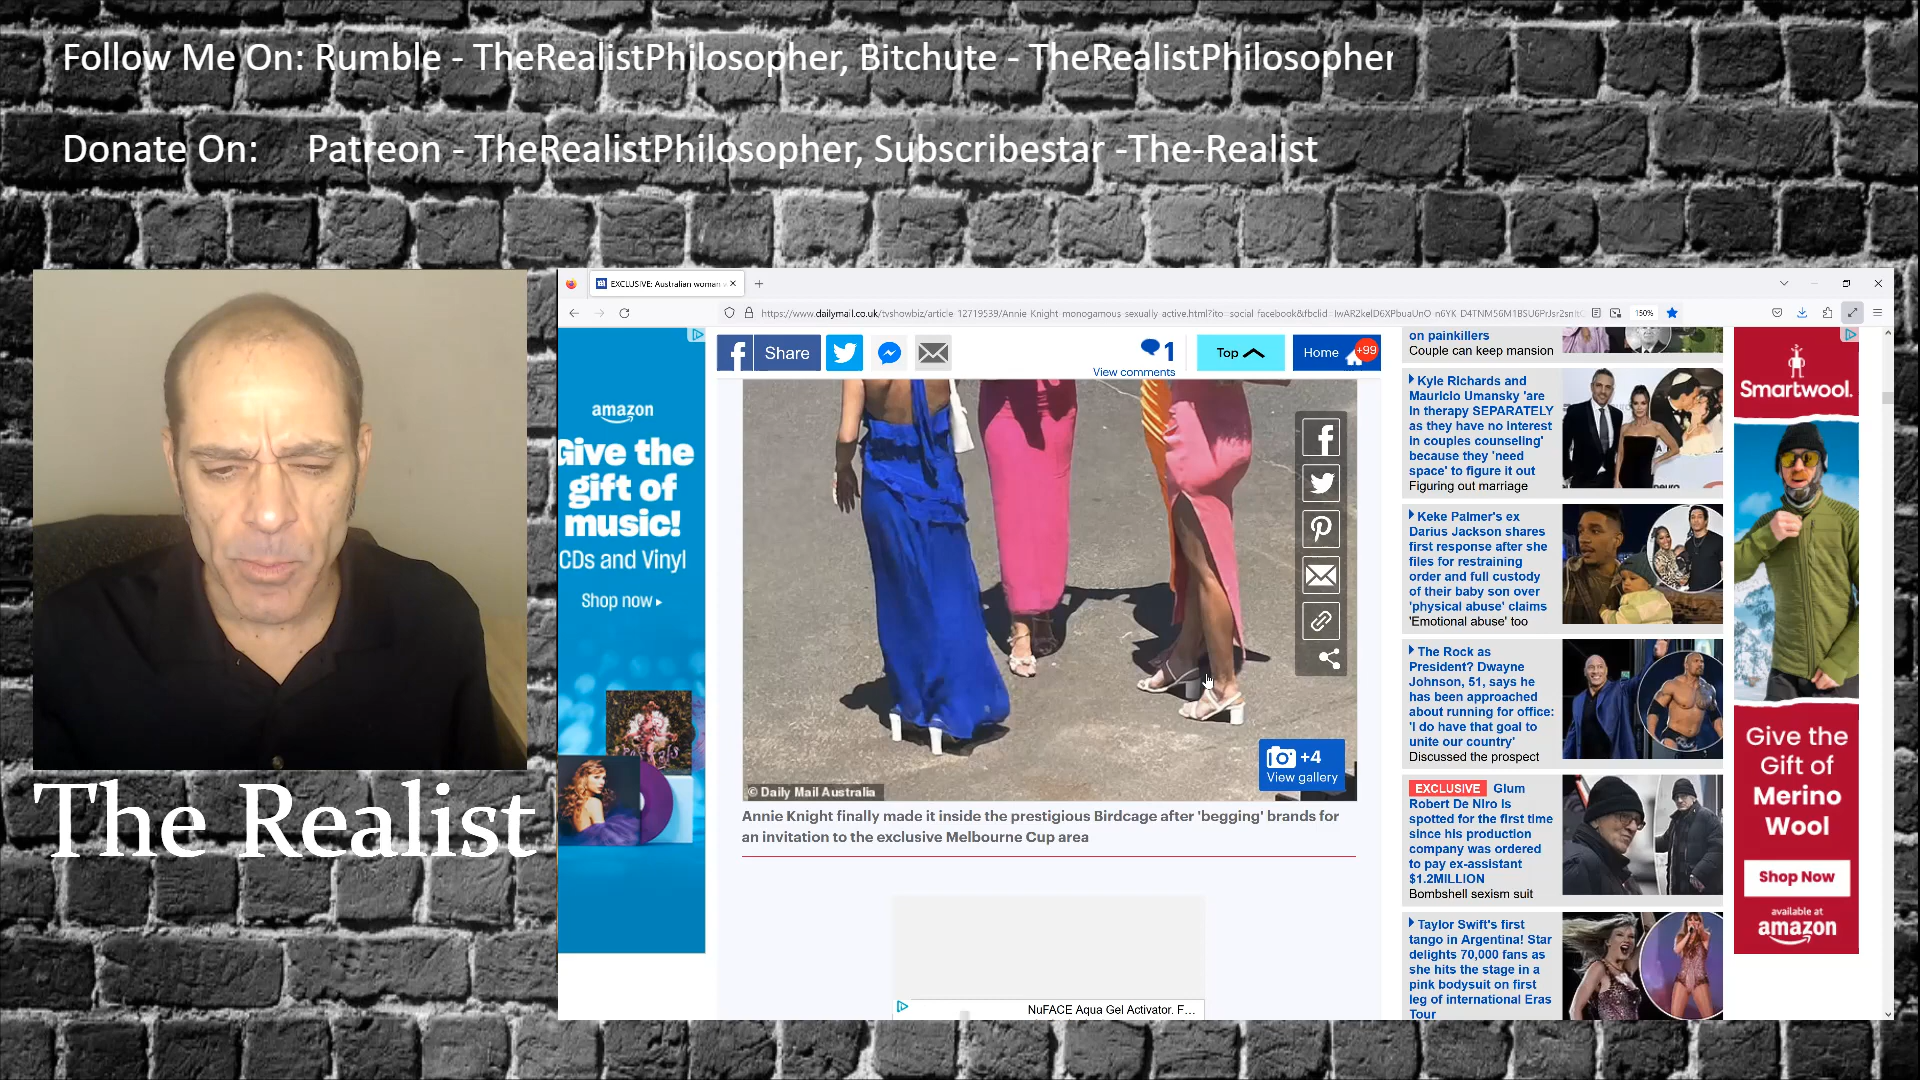 Follow Me On: Rumble - TheRealistPhilosopher, Bitchute - TheRealistPhilosopher
Donate On: Patreon - TheRealistPhilosopher, Subscribestar -The-Realist
The Realist
EXCLUSIVE: Australian woman
150%
amazon
Give the
gift of
music!
CDs and Vinyl
Shop now
Share
1
View comments
Top
Home
+99
+4
View gallery
© Daily Mail Australia
Annie Knight finally made it inside the prestigious Birdcage after 'begging' brands for
an invitation to the exclusive Melbourne Cup area
NuFACE Aqua Gel Activator. F...
on painkillers
Couple can keep mansion
Kyle Richards and
Mauricio Umansky 'are
in therapy SEPARATELY
as they have no interest
in couples counseling'
because they 'need
space' to figure it out
Figuring out marriage
Keke Palmer's ex
Darius Jackson shares
first response after she
files for restraining
order and full custody
of their baby son over
'physical abuse' claims
'Emotional abuse' too
The Rock as
President? Dwayne
Johnson, 51, says he
has been approached
about running for office:
'I do have that goal to
unite our country'
Discussed the prospect
EXCLUSIVE Glum
Robert De Niro is
spotted for the first time
since his production
company was ordered
to pay ex-assistant
$1.2MILLION
Bombshell sexism suit
Taylor Swift's first
tango in Argentina! Star
delights 70,000 fans as
she hits the stage in a
pink bodysuit on first
leg of international Eras
Tour
Smartwool.
Give the
Gift of
Merino
Wool
Shop Now
available at
amazon